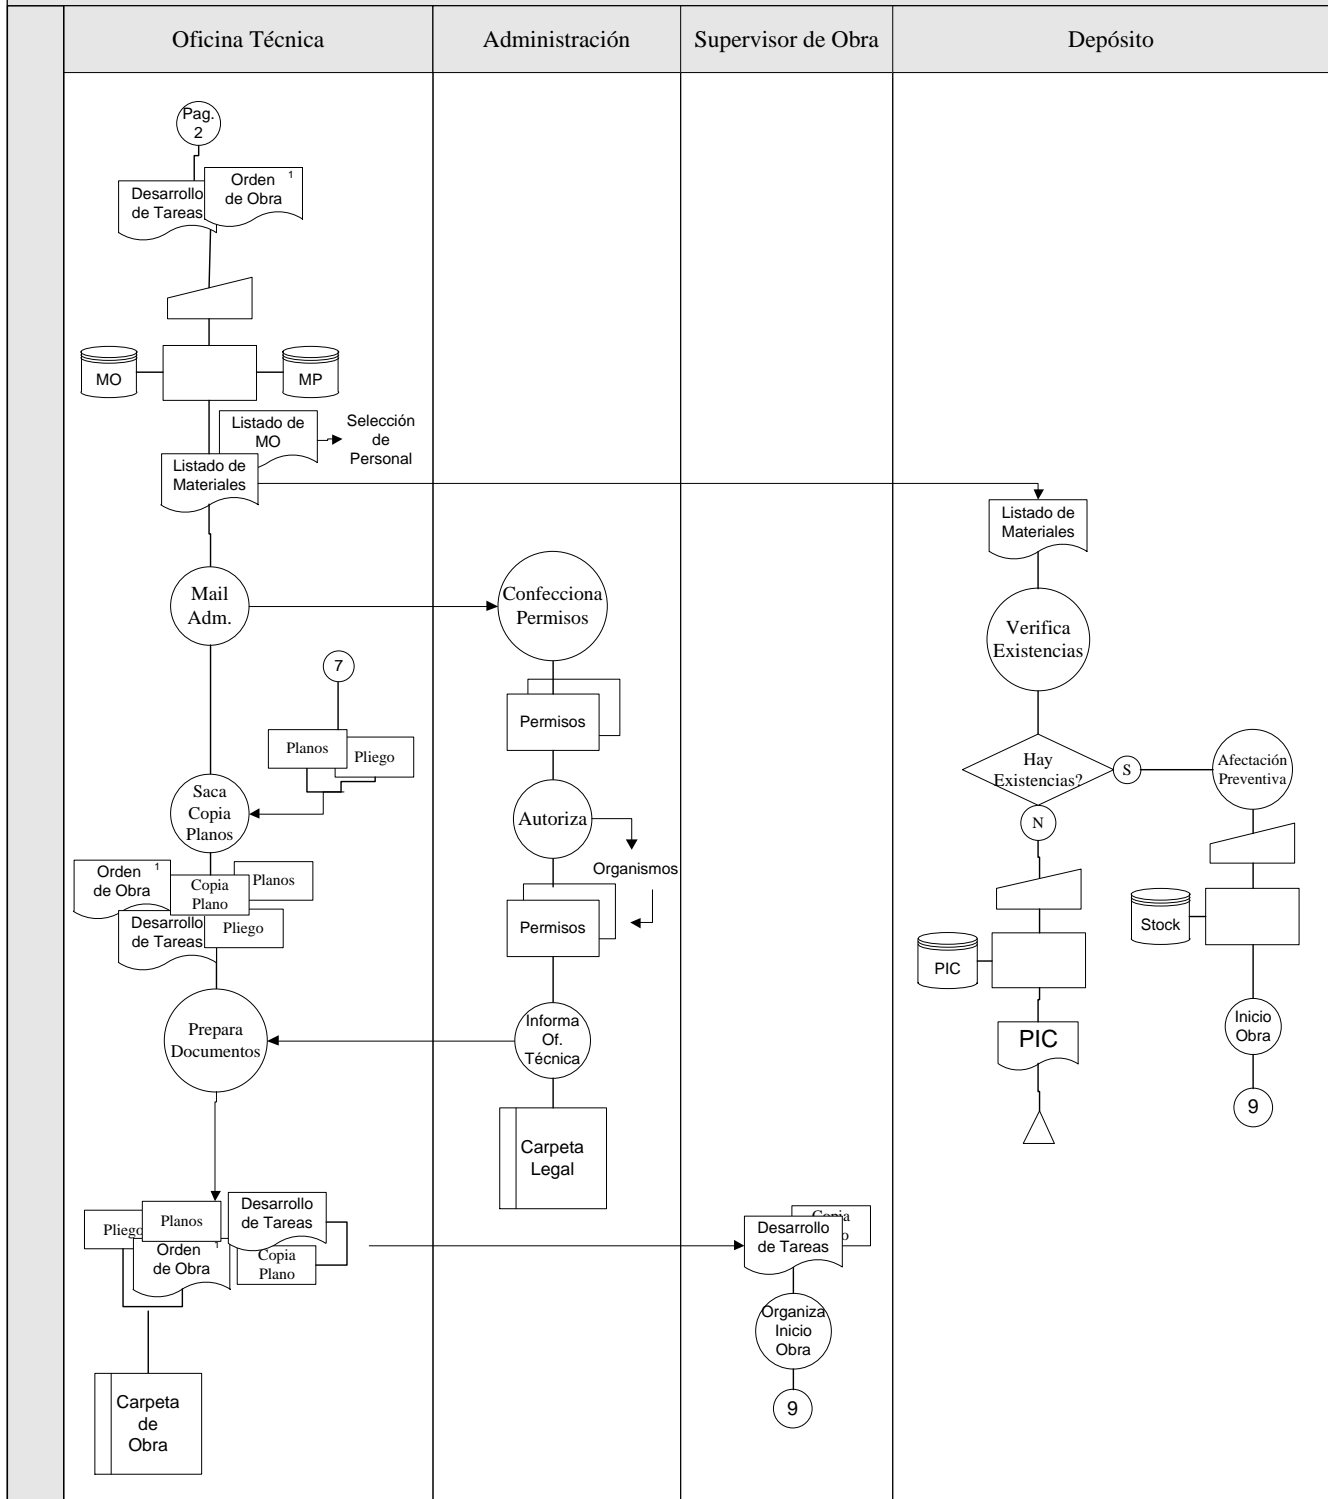 Oficina Técnica
Administración
Supervisor de Obra
Depósito
Pag.
2
Desarrollo
de Tareas
Orden 1
de Obra
MO
MP
Listado de
MO
Selección
de
Personal
Listado de
Materiales
Listado de
Materiales
Mail
Adm.
Confecciona
Permisos
Verifica
Existencias
7
Permisos
Planos
Pliego
Hay
Existencias?
S
Afectación
Preventiva
N
Saca
Copia
Planos
Autoriza
Organismos
Orden 1
de Obra
Copia
Plano
Planos
Desarrollo
de Tareas
Pliego
Permisos
Stock
PIC
Prepara
Documentos
Informa
Of.
Técnica
PIC
Inicio
Obra
9
Carpeta
Legal
Pliego
Planos
Desarrollo
de Tareas
Orden 1
de Obra
Copia
Plano
Desarrollo
de Tareas
Copia
Organiza
Inicio
Obra
9
Carpeta
de
Obra